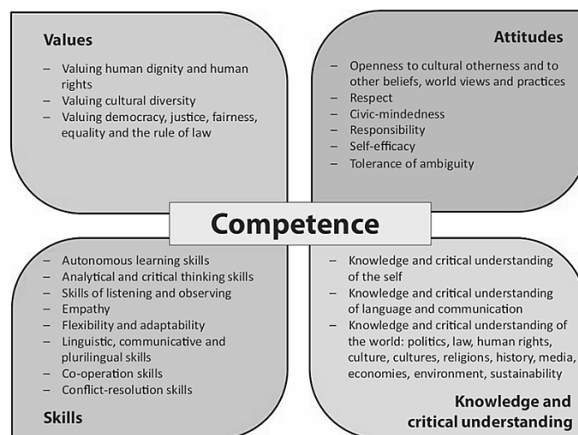 Values
– Valuing human dignity and human
rights
– Valuing cultural diversity
– Valuing democracy, justice, fairness,
equality and the rule of law
Attitudes
– Openness to cultural otherness and to
other beliefs, world views and practices
– Respect
– Civic-mindedness
– Responsibility
– Self-efficacy
– Tolerance of ambiguity
Competence
– Autonomous learning skills
– Analytical and critical thinking skills
– Skills of listening and observing
– Empathy
– Flexibility and adaptability
– Linguistic, communicative and
plurilingual skills
– Co-operation skills
– Conflict-resolution skills
Skills
– Knowledge and critical understanding
of the self
– Knowledge and critical understanding
of language and communication
– Knowledge and critical understanding of
the world: politics, law, human rights,
culture, cultures, religions, history, media,
economies, environment, sustainability
Knowledge and
critical understanding